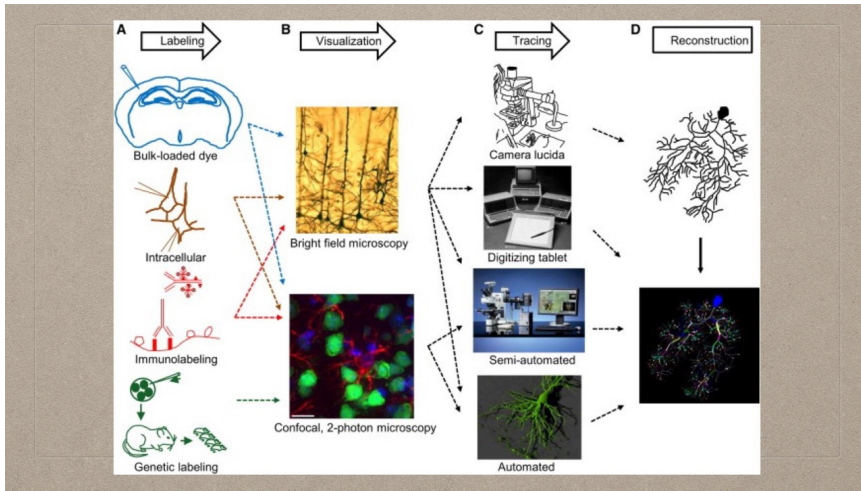 A Labeling
B Visualization
C Tracing
D Reconstruction
Bulk-loaded dye
Intracellular
Immunolabeling
Genetic labeling
Bright field microscopy
Confocal, 2-photon microscopy
Camera lucida
Digitizing tablet
Semi-automated
Automated